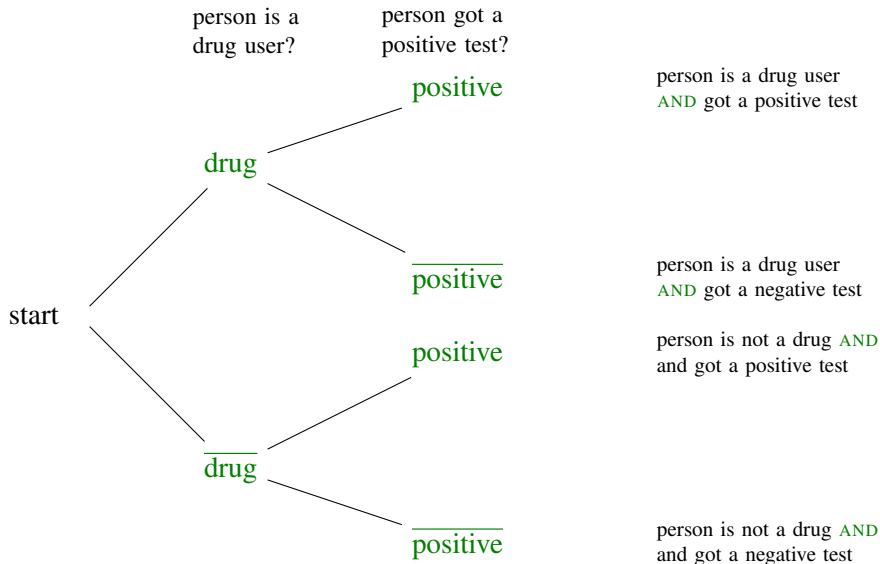 person is a
drug user?
person got a
positive test?
positive
person is a drug user
AND got a positive test
drug
positive
person is a drug user
AND got a negative test
start
positive
person is not a drug AND
and got a positive test
drug
positive
person is not a drug AND
and got a negative test